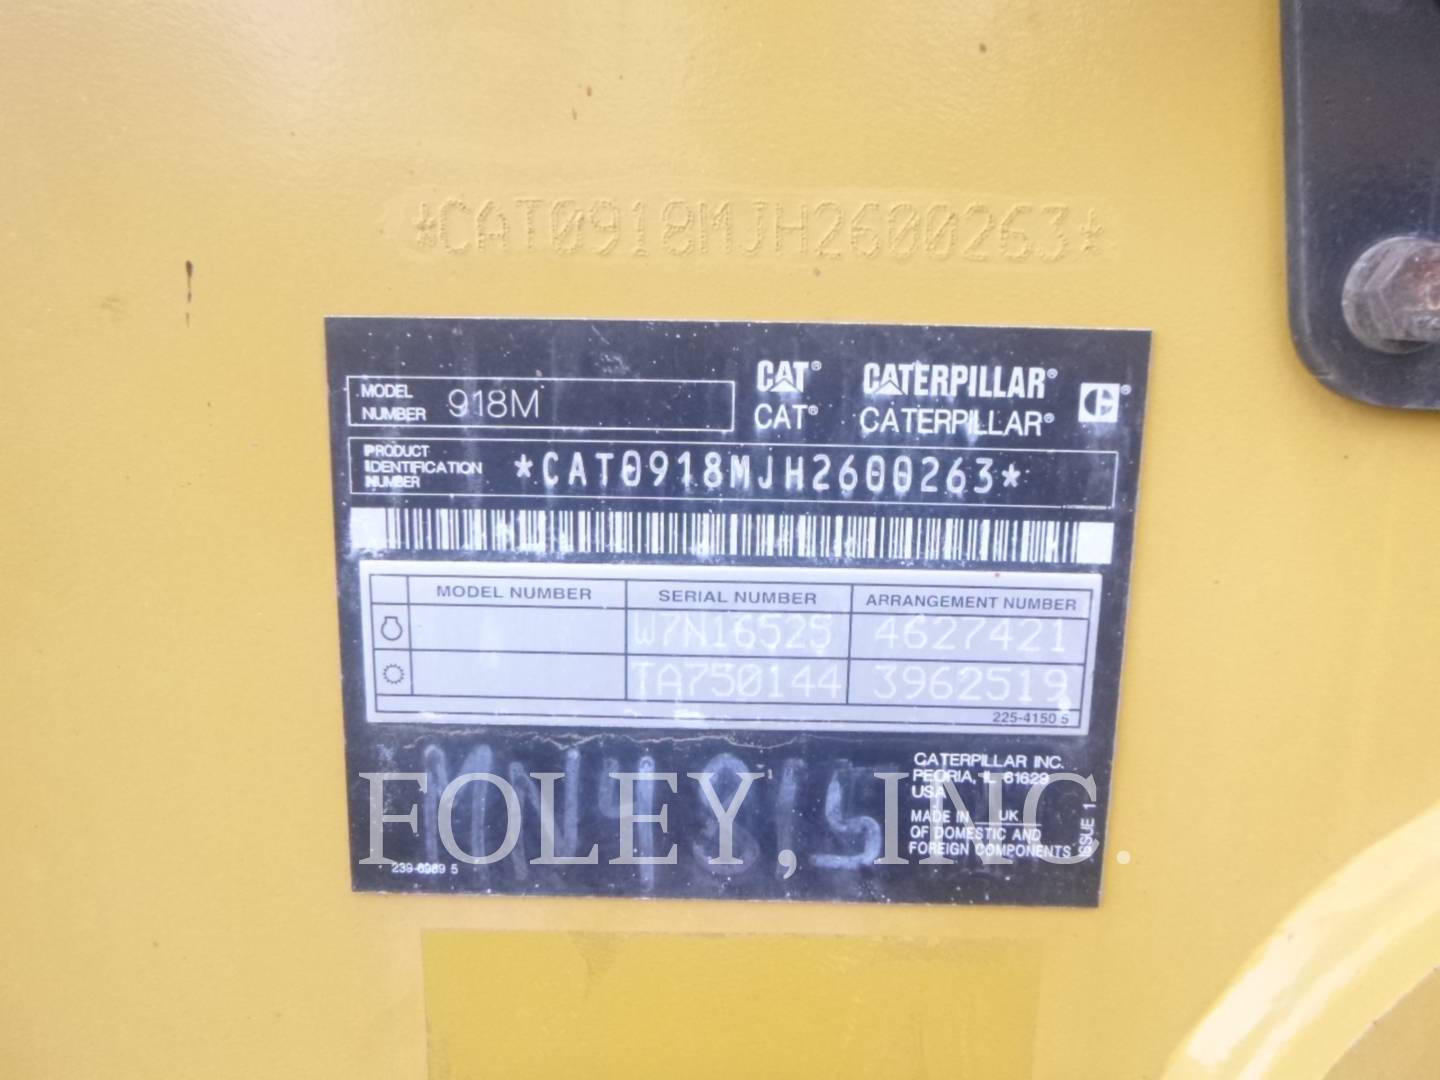 *CAT0918MJH2600263*
MODEL NUMBER 918M
CAT® CATERPILLAR®
CAT® CATERPILLAR®
PRODUCT IDENTIFICATION NUMBER *CAT0918MJH2600263*
MODEL NUMBER SERIAL NUMBER ARRANGEMENT NUMBER
W7N16525 4627421
TA750144 3962519
225-4150 5
CATERPILLAR INC.
PEORIA, IL 61629
USA
MADE IN UK
OF DOMESTIC AND
FOREIGN COMPONENTS
ISSUE 1
239-6989 5
FOLEY, INC.